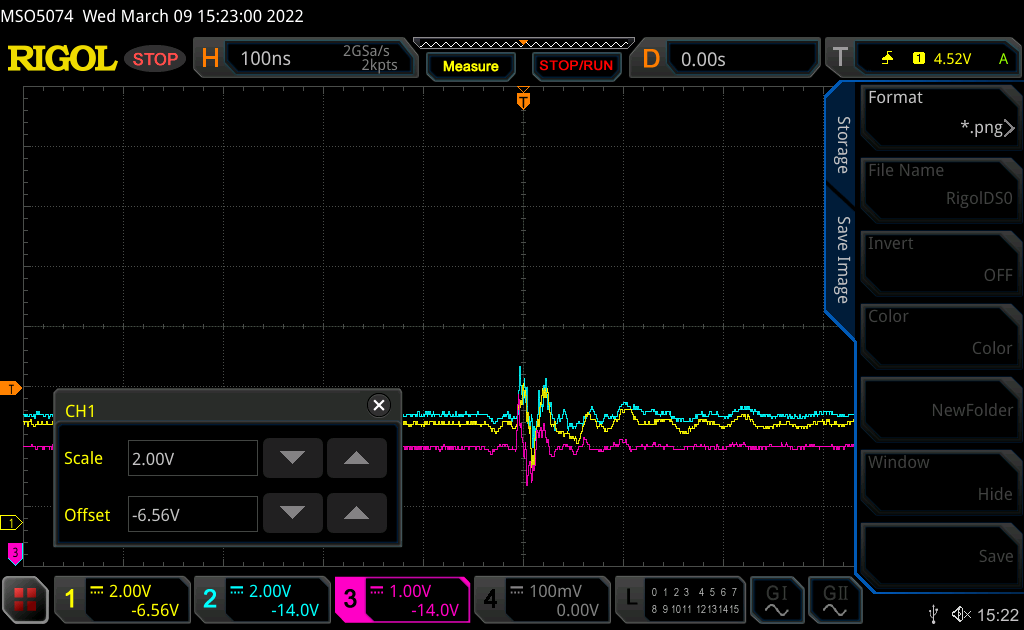 MSO5074 Wed March 09 15:23:00 2022
RIGOL STOP H 100ns 2GSa/s 2kpts Measure STOP/RUN D 0.00s T 1 4.52V A
T
Storage
Save Image
Format
*.png
File Name
RigolDS0
Invert
OFF
Color
Color
NewFolder
Window
Hide
Save
T
CH1
Scale 2.00V
Offset -6.56V
1
3
1 2.00V -6.56V
2 2.00V -14.0V
3 1.00V -14.0V
4 100mV 0.00V
L 0 1 2 3 4 5 6 7
8 9 10 11 12 13 14 15
GI
GII
15:22